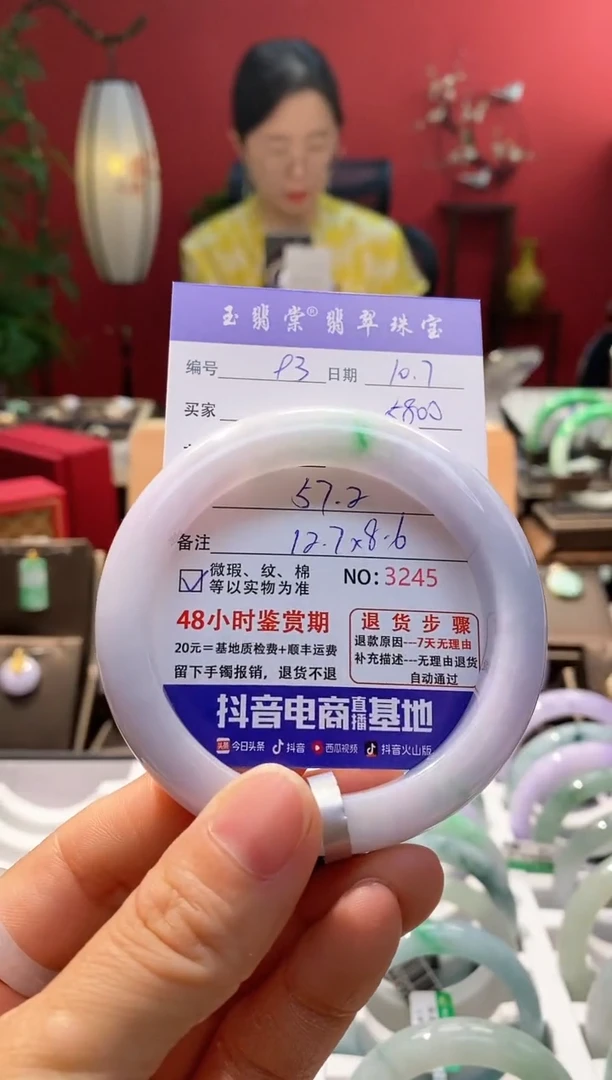 玉翡棠®翡翠珠宝
编号 P3 日期 10.7
买家
57.2
备注 12.7×8.6
微瑕、纹、棉
等以实物为准
NO:3245
48小时鉴赏期
20元=基地质检费+顺丰运费
留下手镯报销，退货不退
退货步骤
退款原因---7天无理由
补充描述---无理由退货
自动通过
抖音电商直播基地
头条 今日头条 抖音 西瓜视频 抖音火山版